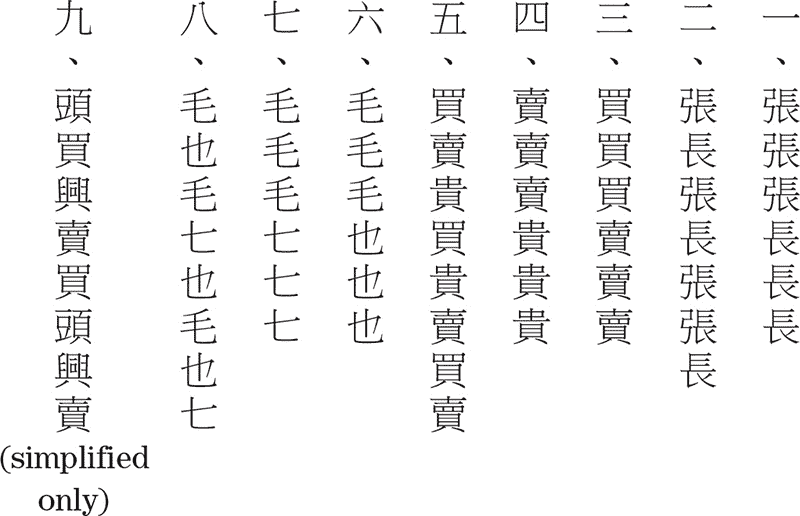 一、張張張長長長
二、張長張長張張長
三、買買買賣賣賣
四、賣賣賣貴貴貴
五、買賣貴買貴賣買賣
六、毛毛毛也也也
七、毛毛毛七七七
八、毛也毛七也毛也七
九、頭買興賣買頭興賣
(simplified
only)